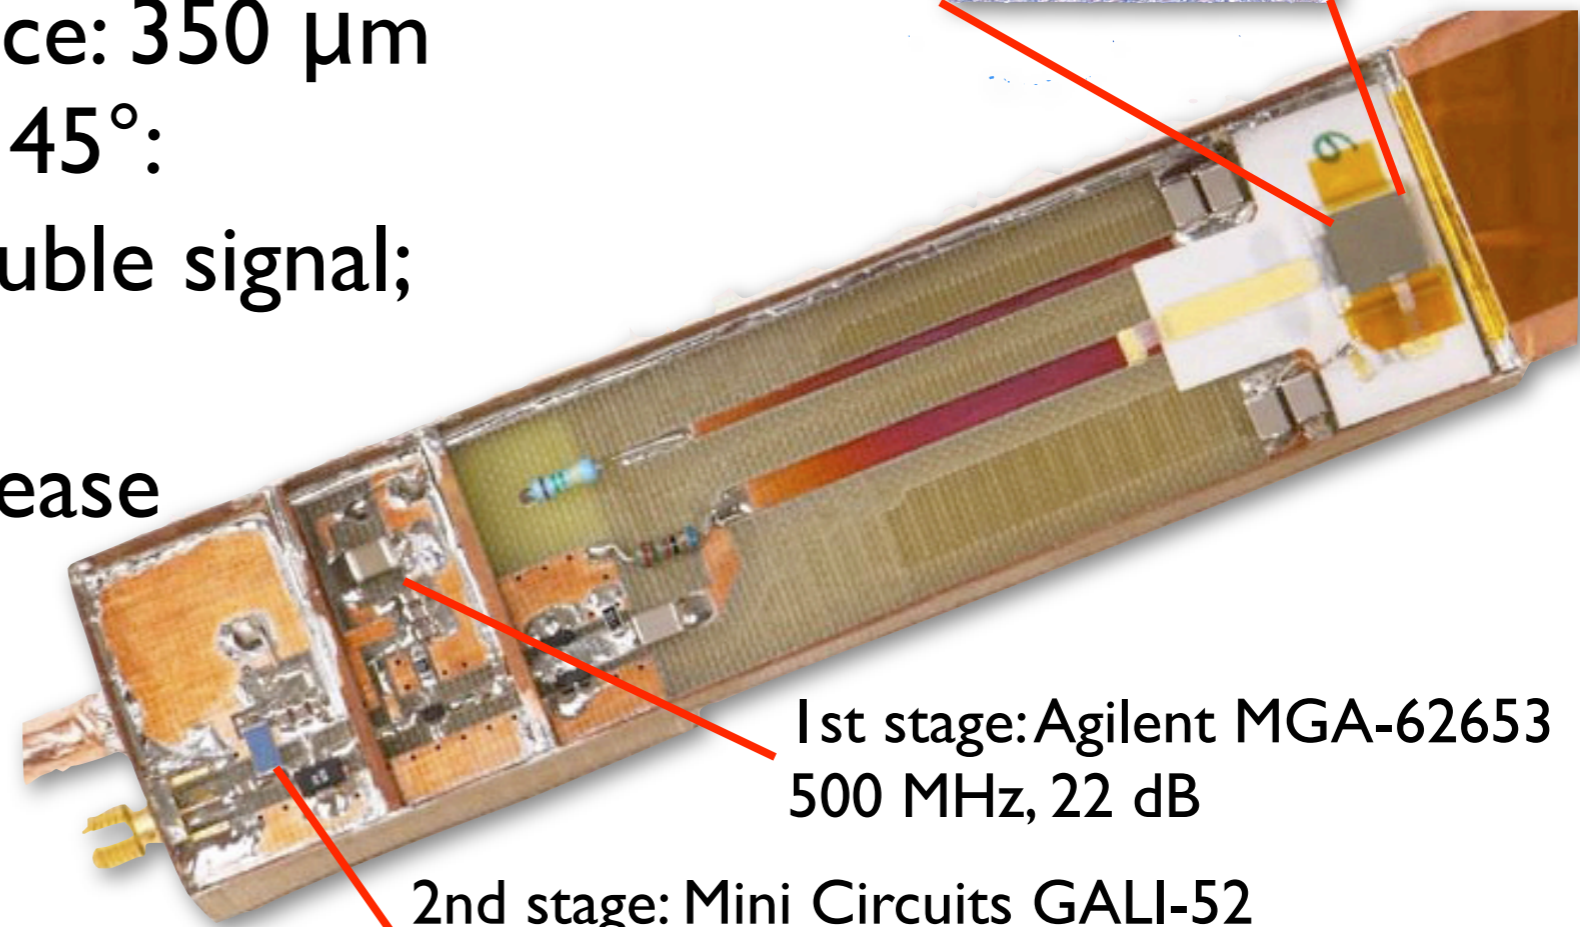 ce: 350 μm
45°:
uble signal;
ease
1st stage: Agilent MGA-62653
500 MHz, 22 dB
2nd stage: Mini Circuits GALI-52